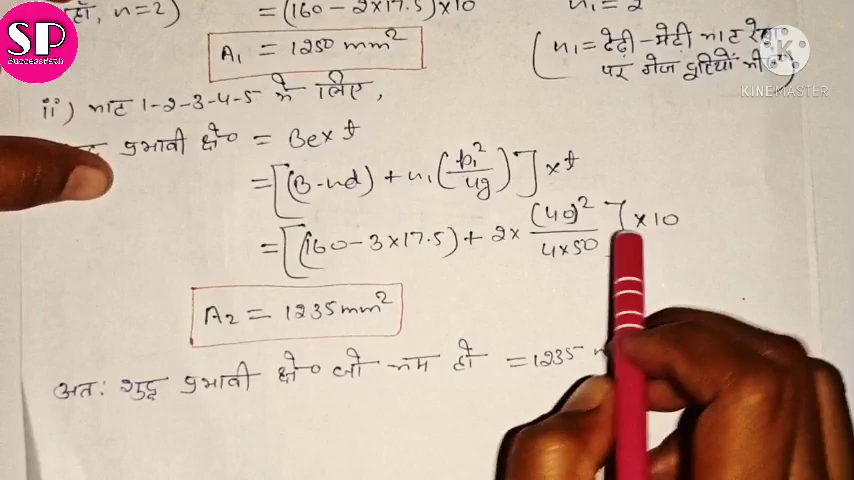 SP
Successtech
हाँ, n=2)
= (160 - 2×17.5)×10
n₁ = 2
A₁ = 1250 mm²
(n₁ = टेढ़ी-मेटी काट रेखा
पर गेज दूरियों की
KINEMASTER
ii) काट 1-2-3-4-5 के लिए,
प्रभावी क्षे० = Be×t
= [(B-nd) + n₁(p₁²/4g)]×t
= [(160-3×17.5) + 2×(40)²/4×50]×10
A₂ = 1235 mm²
अतः शुद्ध प्रभावी क्षे० जो कम हो = 1235